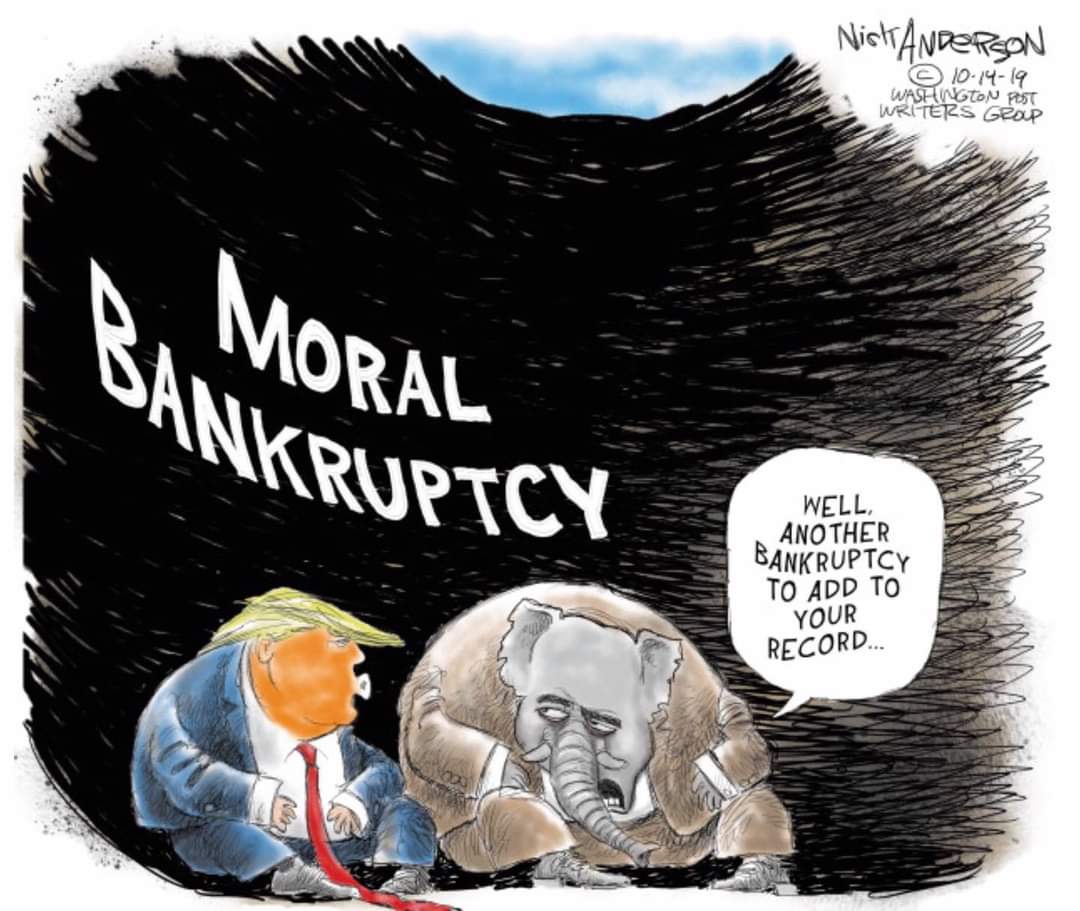 Nick Anderson
© 10-14-19
Washington Post
Writers Group
Moral
Bankruptcy
WELL,
ANOTHER
BANKRUPTCY
TO ADD TO
YOUR
RECORD...